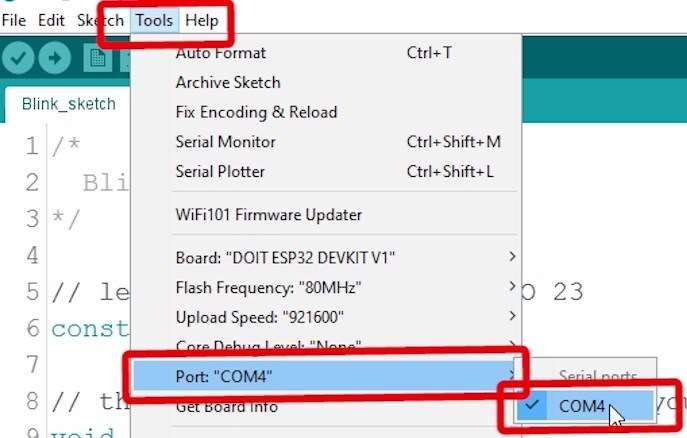 File Edit Sketch Tools Help
Auto Format Ctrl+T
Archive Sketch
Fix Encoding & Reload
Serial Monitor Ctrl+Shift+M
Serial Plotter Ctrl+Shift+L
WiFi101 Firmware Updater
Board: "DOIT ESP32 DEVKIT V1"
Flash Frequency: "80MHz"
Upload Speed: "921600"
Core Debug Level: "None"
Port: "COM4"
Get Board Info
Serial ports
COM4
Blink_sketch
1 /*
2 Bli
3 */
4
5 // le O 23
6 const
7
8 // th you
9 void